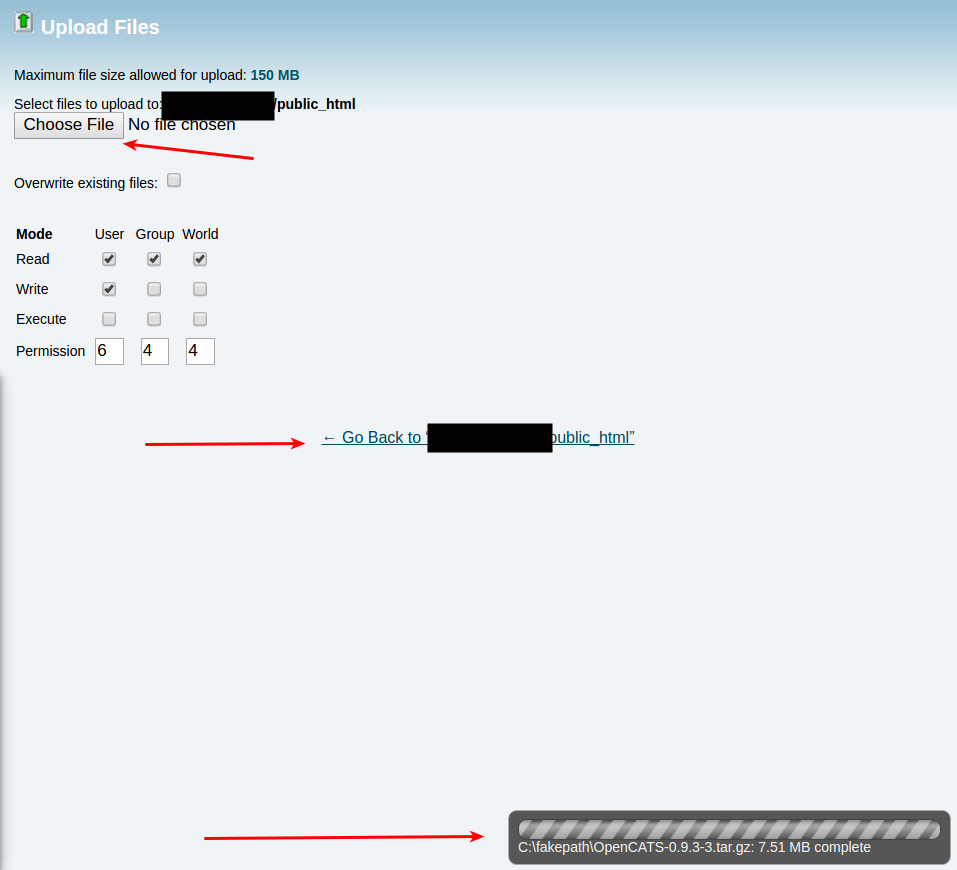 Upload Files
Maximum file size allowed for upload: 150 MB
Select files to upload to: /public_html
Choose File No file chosen
Overwrite existing files:
Mode User Group World
Read
Write
Execute
Permission 6 4 4
← Go Back to “ public_html”
C:\fakepath\OpenCATS-0.9.3-3.tar.gz: 7.51 MB complete